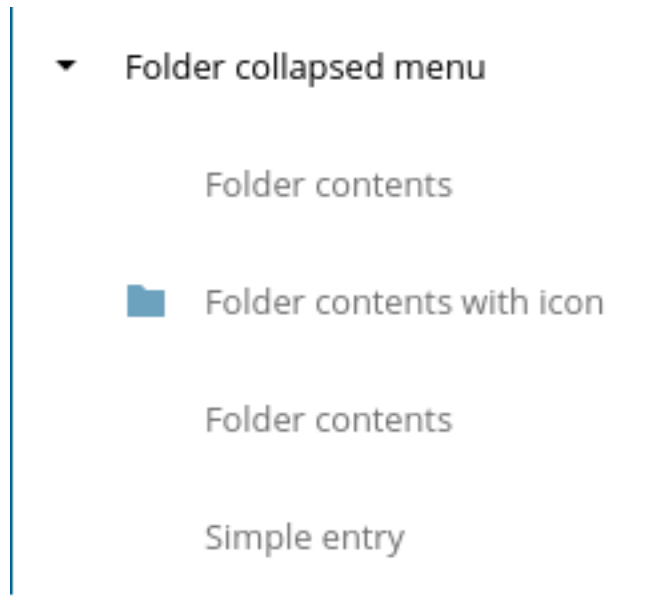 Folder collapsed menu
Folder contents
Folder contents with icon
Folder contents
Simple entry